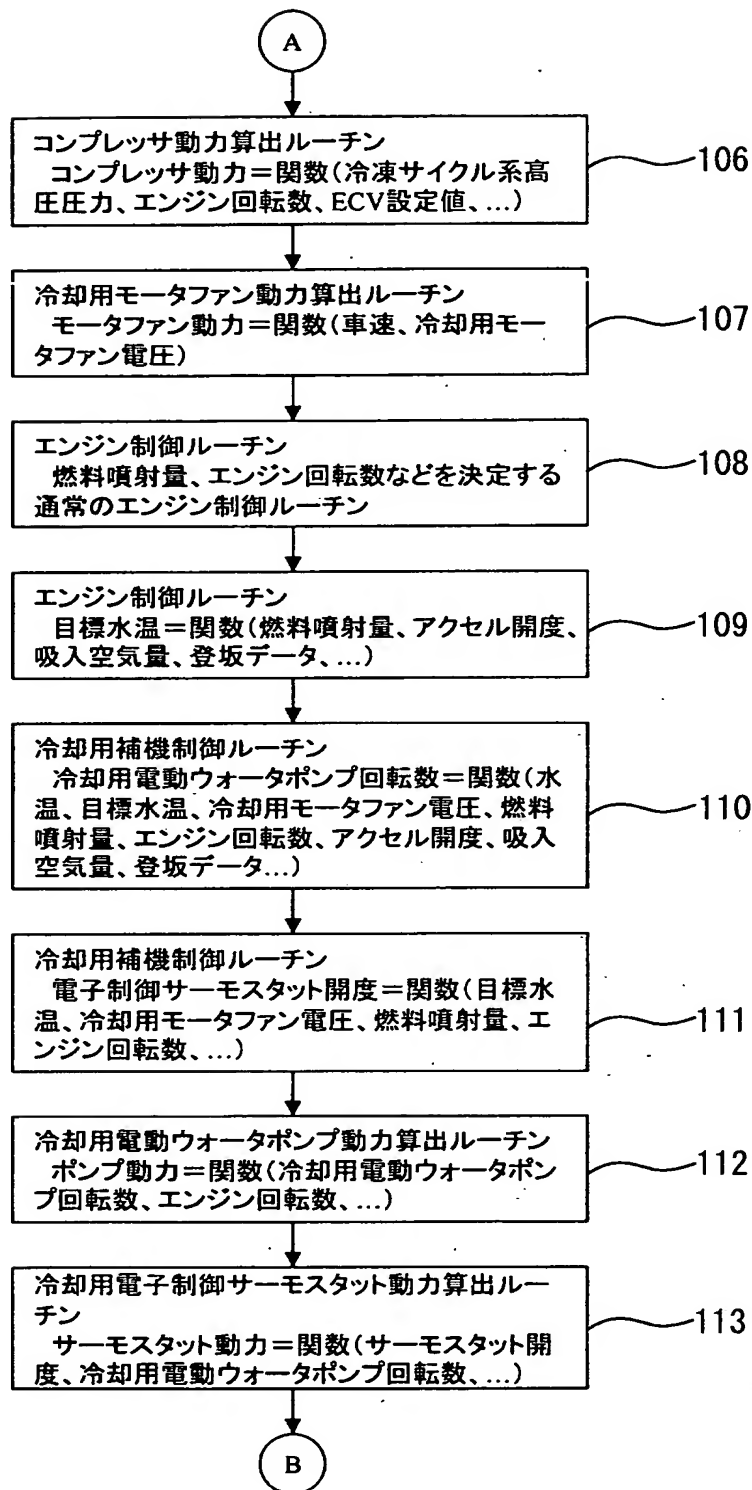 A
コンプレッサ動力算出ルーチン
コンプレッサ動力＝関数(冷凍サイクル系高
圧圧力、エンジン回転数、ECV設定値、…)
106
冷却用モータファン動力算出ルーチン
モータファン動力＝関数(車速、冷却用モー
タファン電圧)
107
エンジン制御ルーチン
燃料噴射量、エンジン回転数などを決定する
通常のエンジン制御ルーチン
108
エンジン制御ルーチン
目標水温＝関数(燃料噴射量、アクセル開度、
吸入空気量、登坂データ、…)
109
冷却用補機制御ルーチン
冷却用電動ウォータポンプ回転数＝関数(水
温、目標水温、冷却用モータファン電圧、燃料
噴射量、エンジン回転数、アクセル開度、吸入
空気量、登坂データ…)
110
冷却用補機制御ルーチン
電子制御サーモスタット開度＝関数(目標水
温、冷却用モータファン電圧、燃料噴射量、エ
ンジン回転数、…)
111
冷却用電動ウォータポンプ動力算出ルーチン
ポンプ動力＝関数(冷却用電動ウォータポン
プ回転数、エンジン回転数、…)
112
冷却用電子制御サーモスタット動力算出ルー
チン
サーモスタット動力＝関数(サーモスタット開
度、冷却用電動ウォータポンプ回転数、…)
113
B